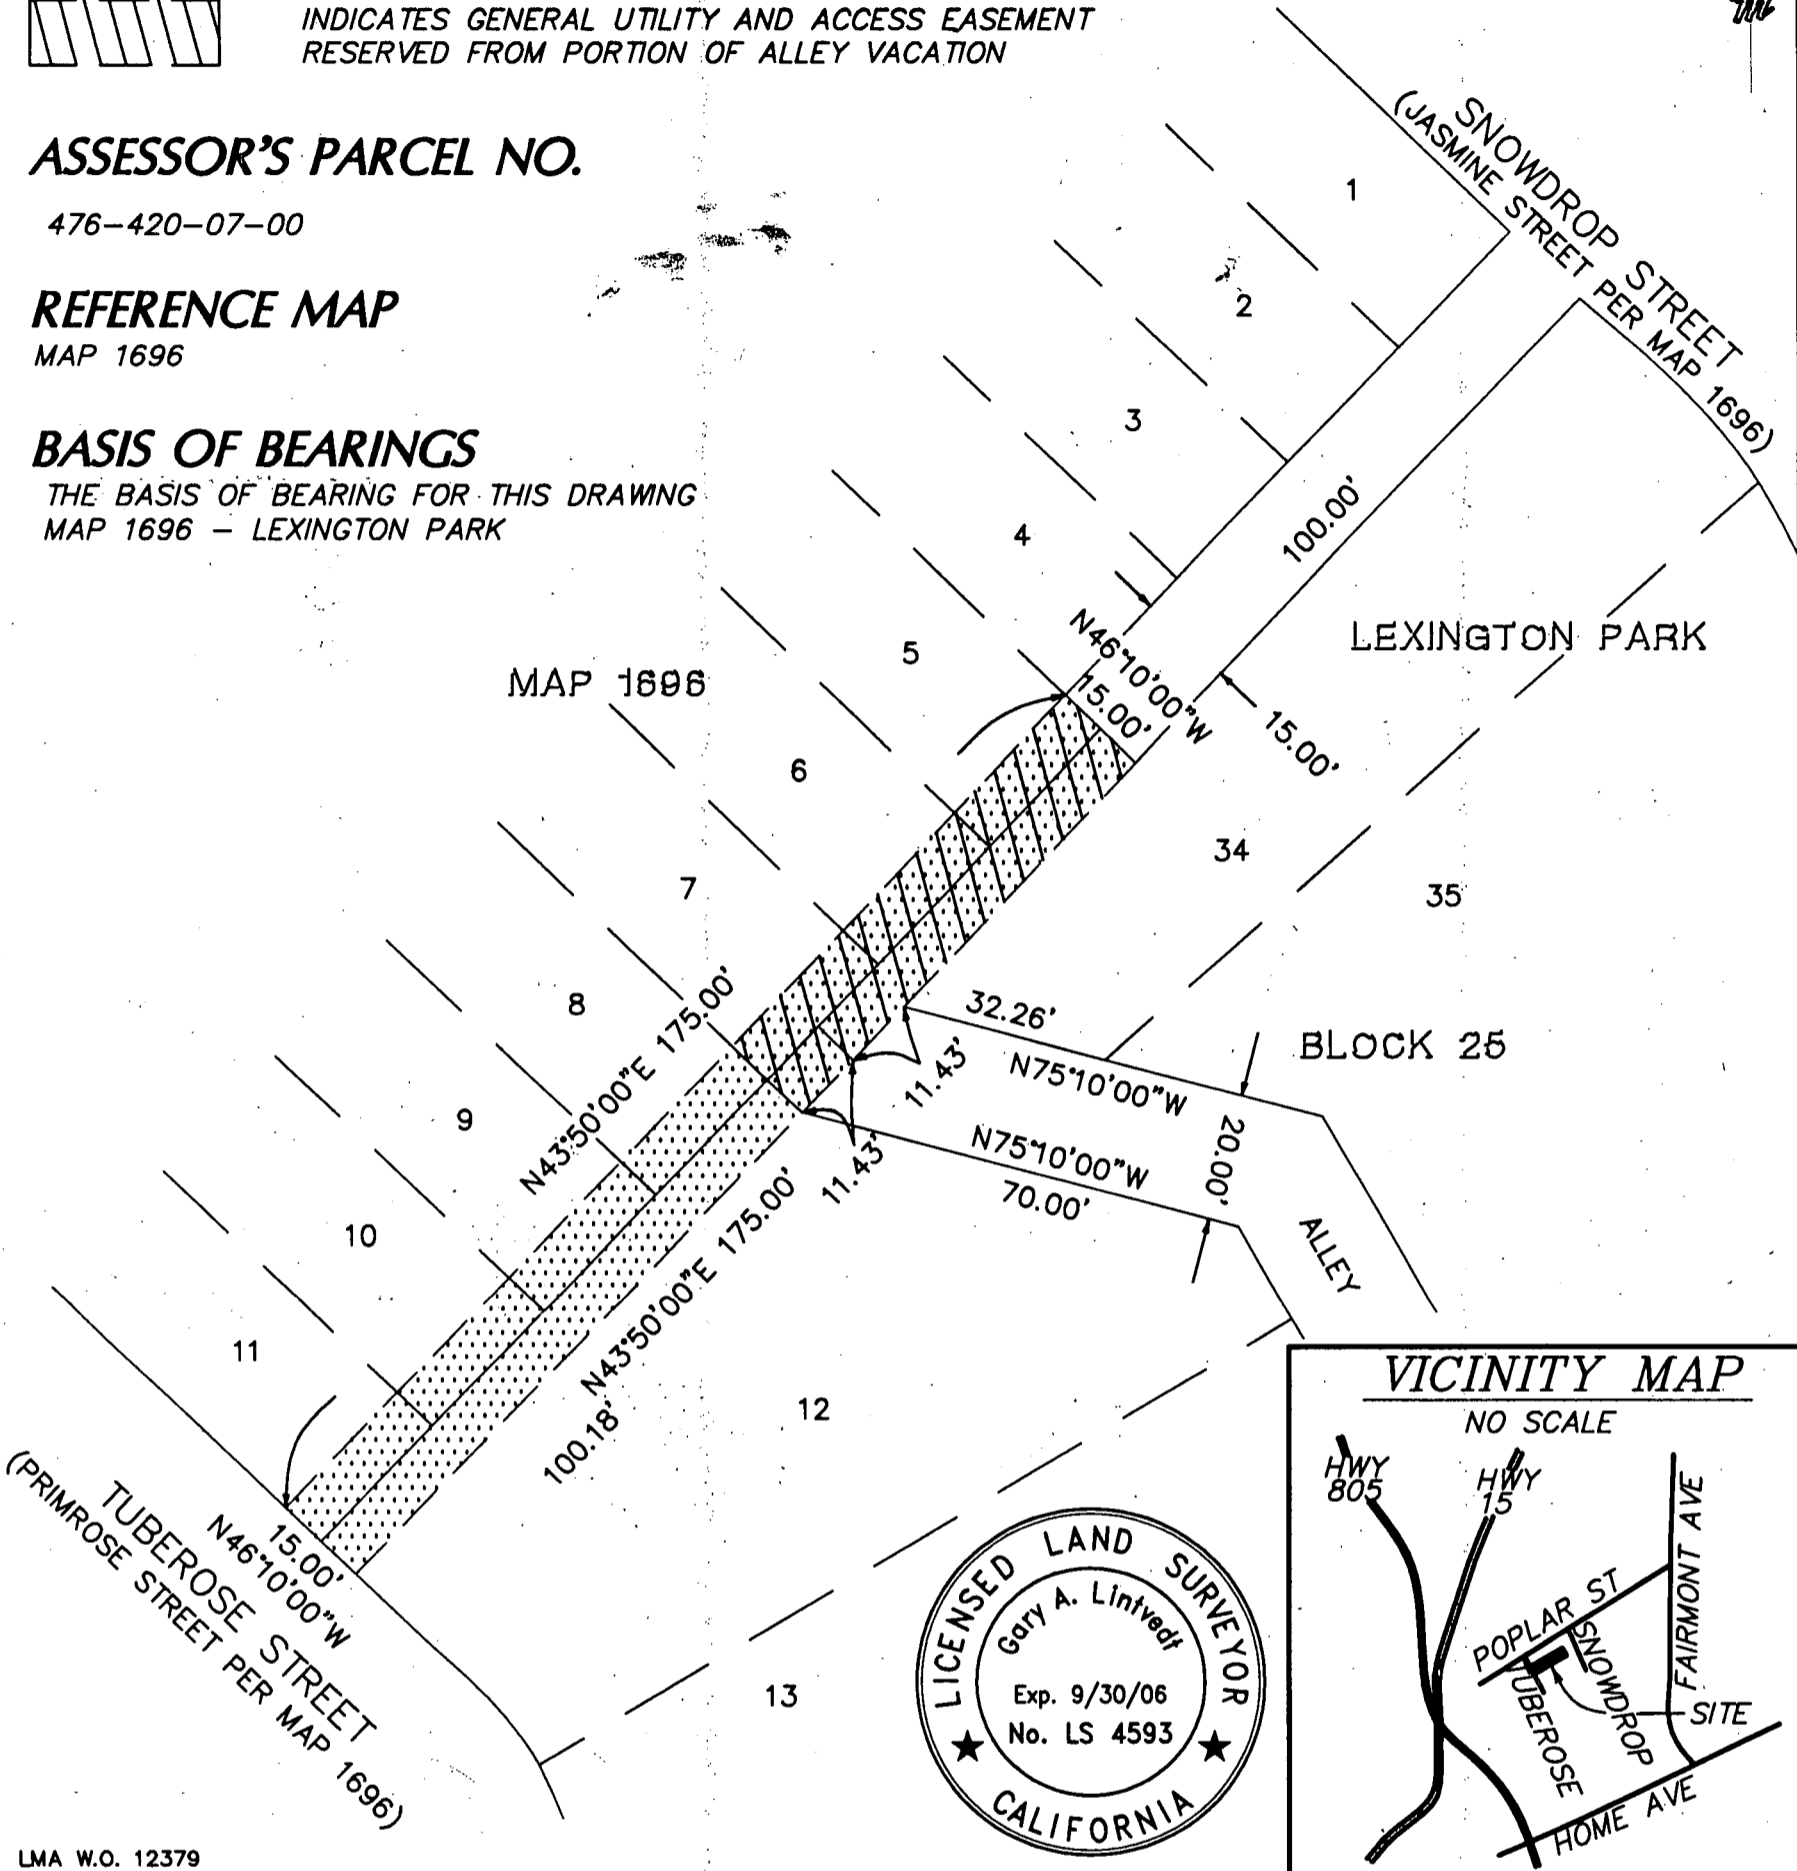 INDICATES GENERAL UTILITY AND ACCESS EASEMENT
RESERVED FROM PORTION OF ALLEY VACATION
ASSESSOR'S PARCEL NO.
476-420-07-00
REFERENCE MAP
MAP 1696
BASIS OF BEARINGS
THE BASIS OF BEARING FOR THIS DRAWING
MAP 1696 - LEXINGTON PARK
SNOWDROP STREET
(JASMINE STREET PER MAP 1696)
1
2
3
4
5
6
7
8
9
10
11
MAP 1696
100.00'
LEXINGTON PARK
N46°10'00"W
15.00'
15.00'
34
35
BLOCK 25
32.26'
N75°10'00"W
11.43'
N75°10'00"W
70.00'
11.43'
20.00'
ALLEY
N43°50'00"E 175.00'
N43°50'00"E 175.00'
100.18'
12
13
15.00'
N46°10'00"W
TUBEROSE STREET
(PRIMROSE STREET PER MAP 1696)
LICENSED LAND SURVEYOR
Gary A. Lintvedt
Exp. 9/30/06
No. LS 4593
CALIFORNIA
VICINITY MAP
NO SCALE
HWY
805
HWY
15
FAIRMONT AVE
POPLAR ST
SNOWDROP
TUBEROSE
SITE
HOME AVE
LMA W.O. 12379